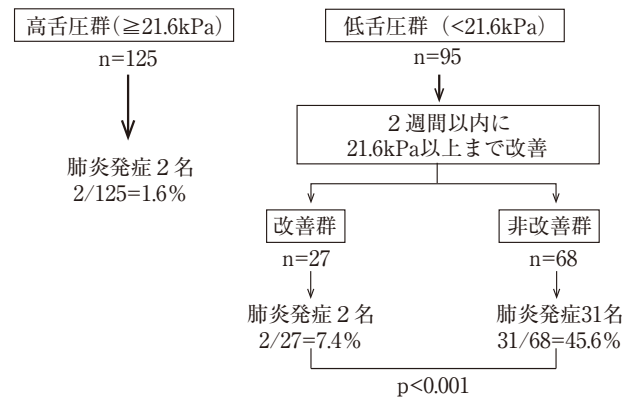 高舌圧群(≧21.6kPa)
n=125
肺炎発症２名
2/125=1.6%
低舌圧群 (<21.6kPa)
n=95
２週間以内に
21.6kPa以上まで改善
改善群
n=27
肺炎発症２名
2/27=7.4%
非改善群
n=68
肺炎発症31名
31/68=45.6%
p<0.001